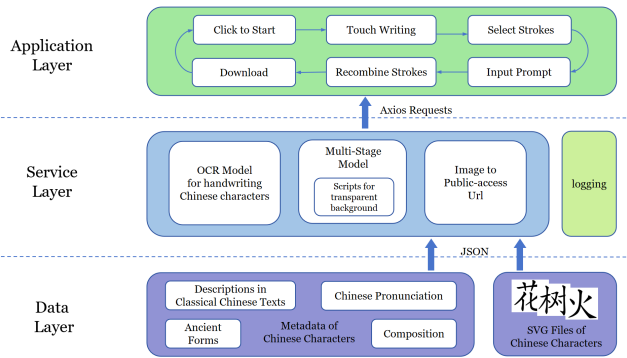 Application
Layer
Click to Start
Touch Writing
Select Strokes
Download
Recombine Strokes
Input Prompt
Axios Requests
Service
Layer
OCR Model
for handwriting
Chinese characters
Multi-Stage
Model
Scripts for
transparent
background
Image to
Public-access
Url
logging
JSON
Data
Layer
Descriptions in
Classical Chinese Texts
Chinese Pronunciation
Ancient
Forms
Metadata of
Chinese Characters
Composition
花树火
SVG Files of
Chinese Characters